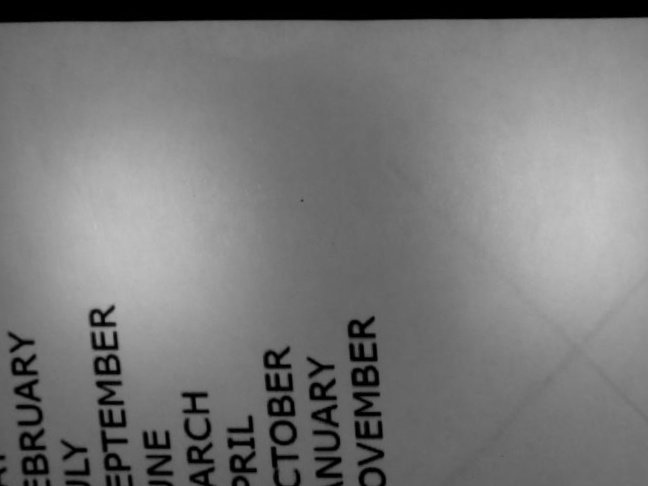 EBRUARY
ULY
EPTEMBER
UNE
ARCH
PRIL
CTOBER
ANUARY
OVEMBER